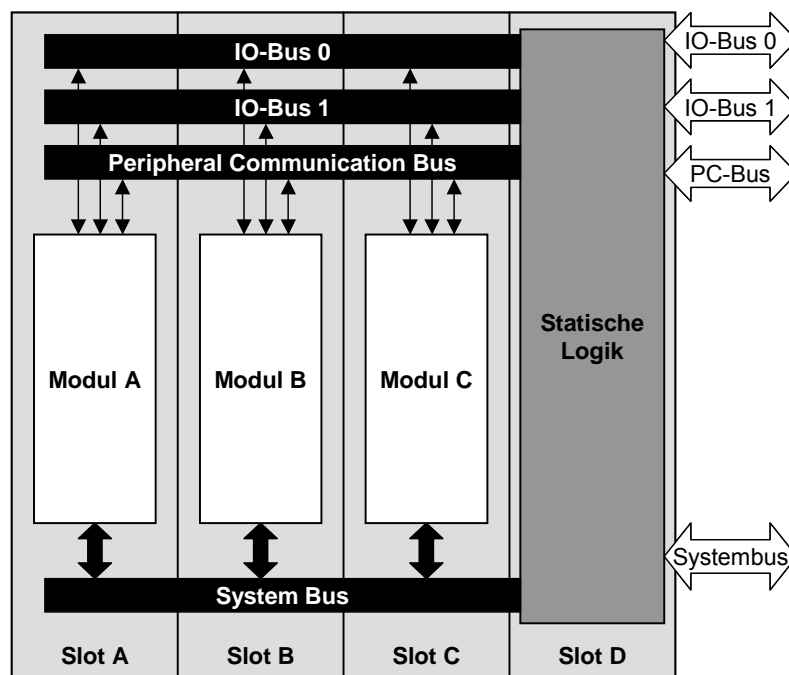 IO-Bus 0
IO-Bus 0
IO-Bus 1
IO-Bus 1
Peripheral Communication Bus
PC-Bus
Modul A
Modul B
Modul C
Statische
Logik
Systembus
System Bus
Slot A
Slot B
Slot C
Slot D